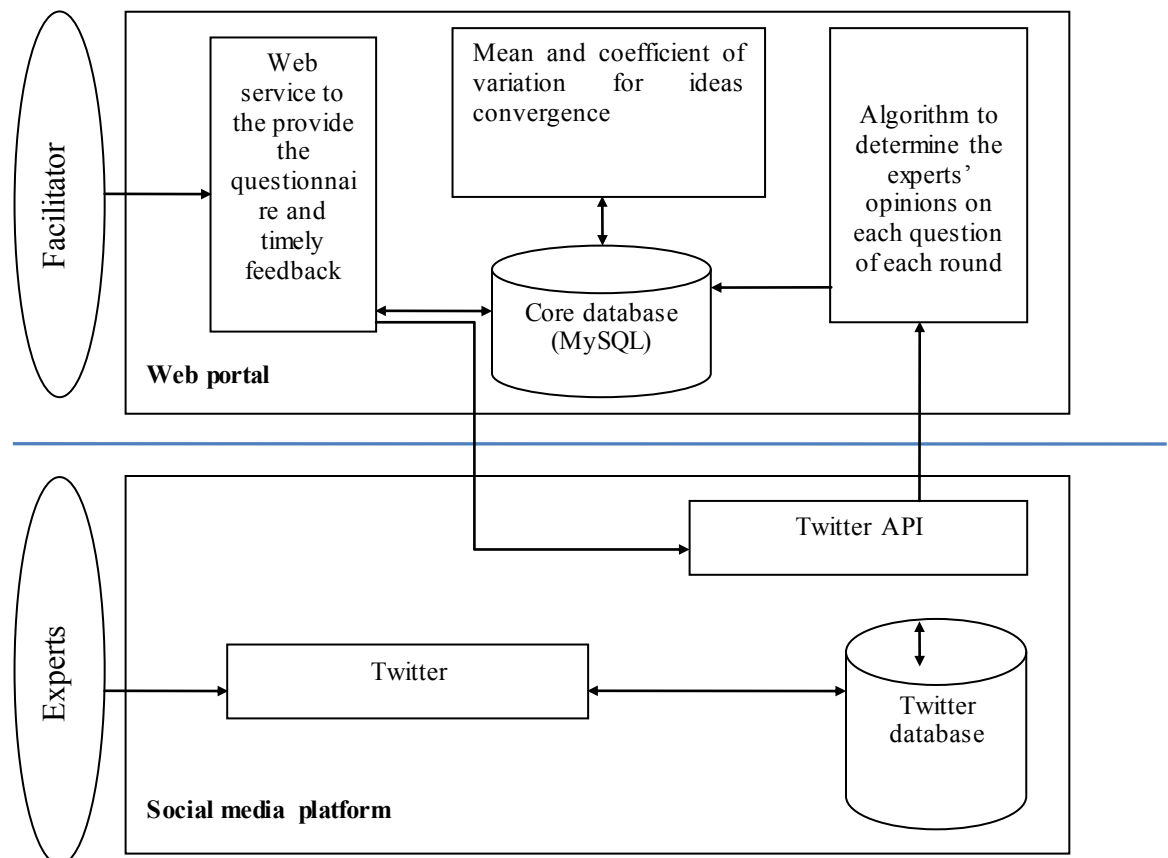 Facilitator
Web
service to
the provide
the
questionnai
re and
timely
feedback
Mean and coefficient of
variation for ideas
convergence
Algorithm to
determine the
experts’
opinions on
each question
of each round
Core database
(MySQL)
Web portal
Experts
Twitter API
Twitter
Twitter
database
Social media platform